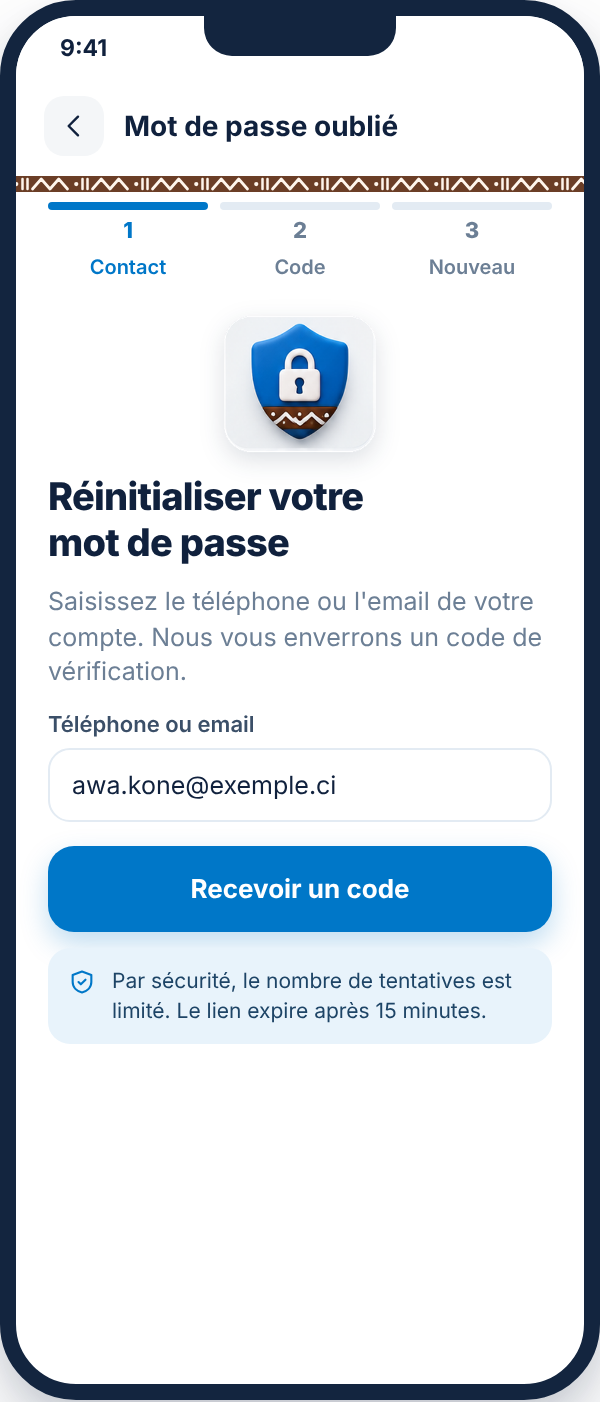 9:41
Mot de passe oublié
1
2
3
Contact
Code
Nouveau
Réinitialiser votre
mot de passe
Saisissez le téléphone ou l'email de votre
compte. Nous vous enverrons un code de
vérification.
Téléphone ou email
awa.kone@exemple.ci
Recevoir un code
Par sécurité, le nombre de tentatives est
limité. Le lien expire après 15 minutes.